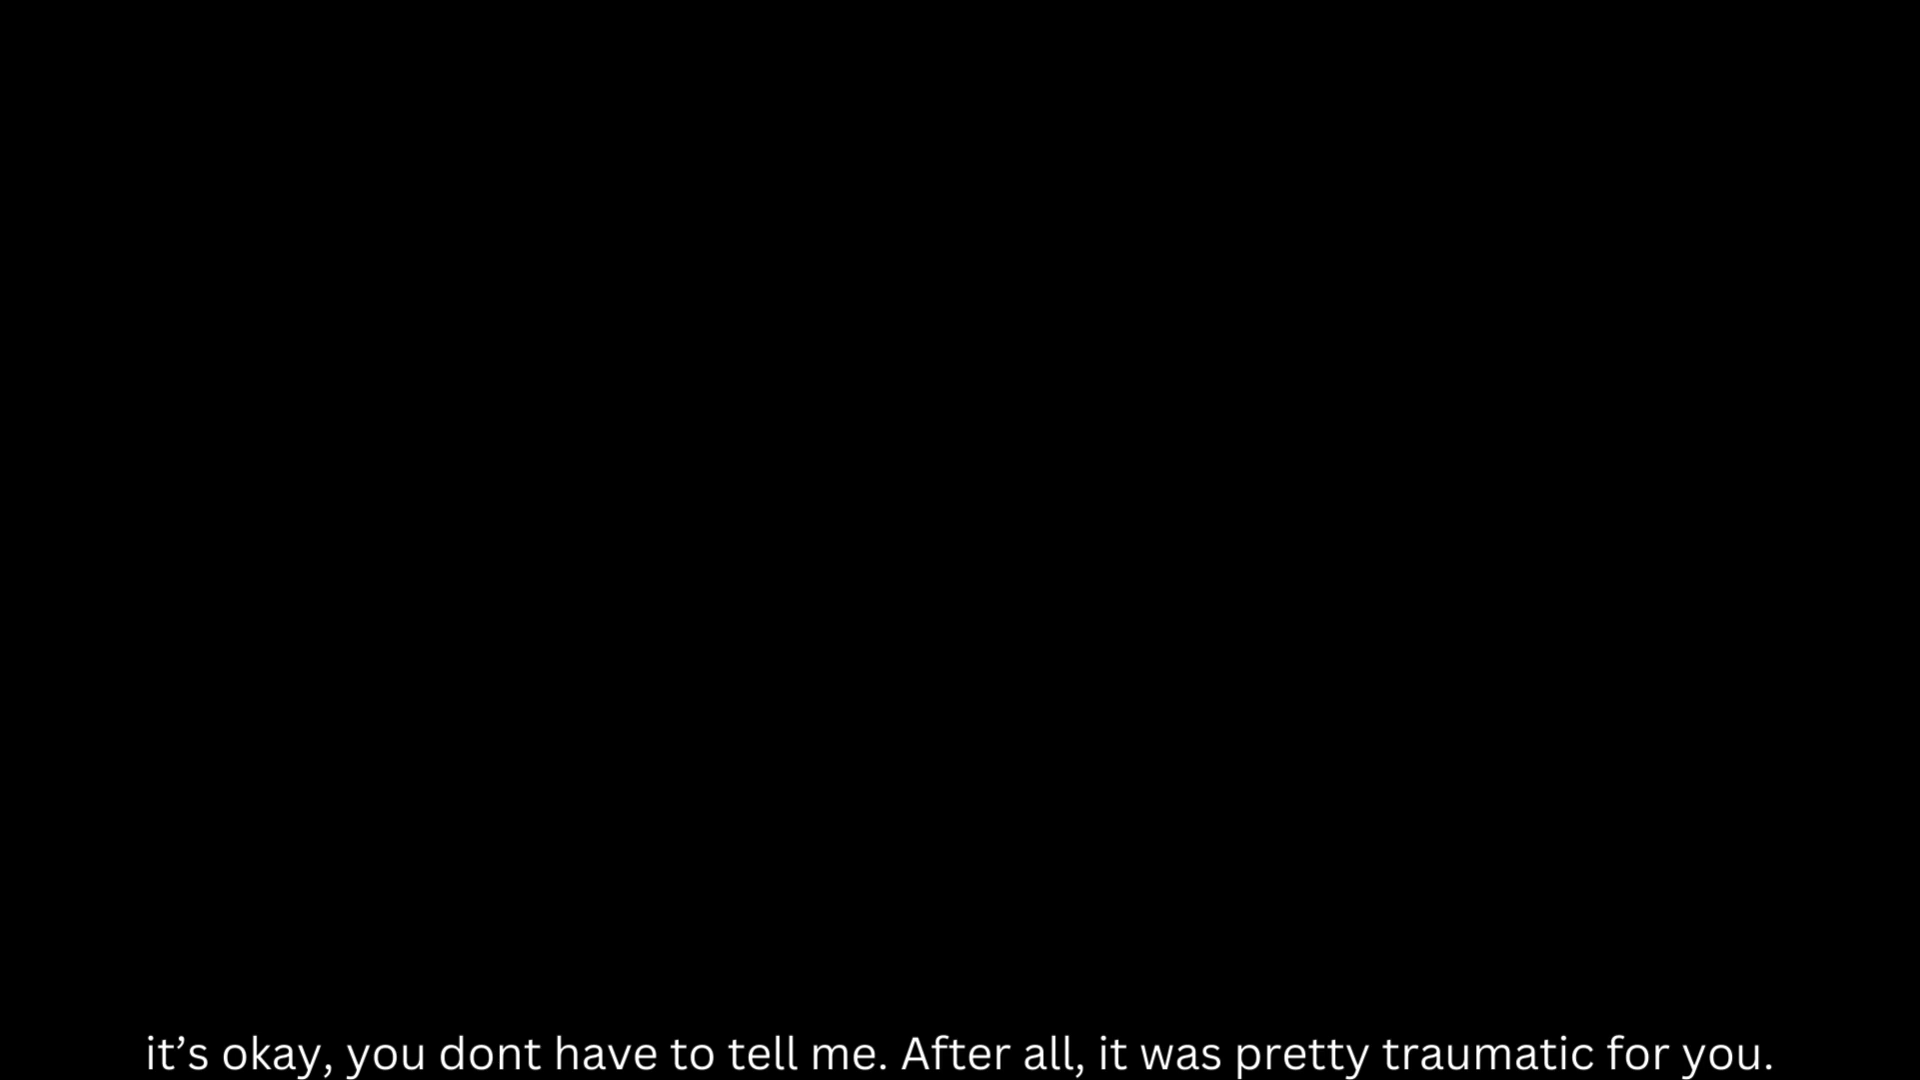 it’s okay, you dont have to tell me. After all, it was pretty traumatic for you.